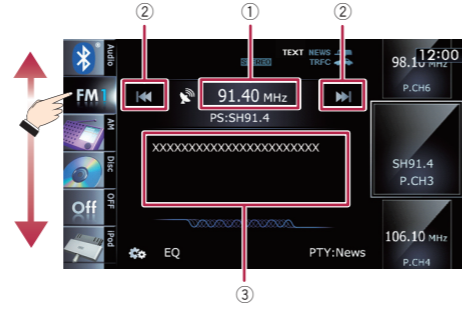 ② ① ②
Audio
TEXT NEWS
STEREO TRFC
12:00
98.10 MHz
P.CH6
FM1
91.40 MHz
PS:SH91.4
AM
XXXXXXXXXXXXXXXXXXXXXXXX
Disc
SH91.4
P.CH3
Off
OFF
iPod
106.10 MHz
P.CH4
EQ
PTY:News
③